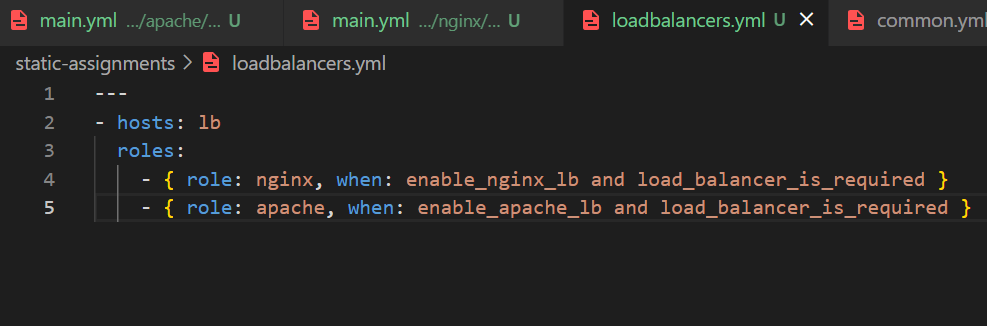 main.yml .../apache/... U main.yml .../nginx/... U loadbalancers.yml U common.yml
static-assignments > loadbalancers.yml
1 ---
2 - hosts: lb
3 roles:
4 - { role: nginx, when: enable_nginx_lb and load_balancer_is_required }
5 - { role: apache, when: enable_apache_lb and load_balancer_is_required }